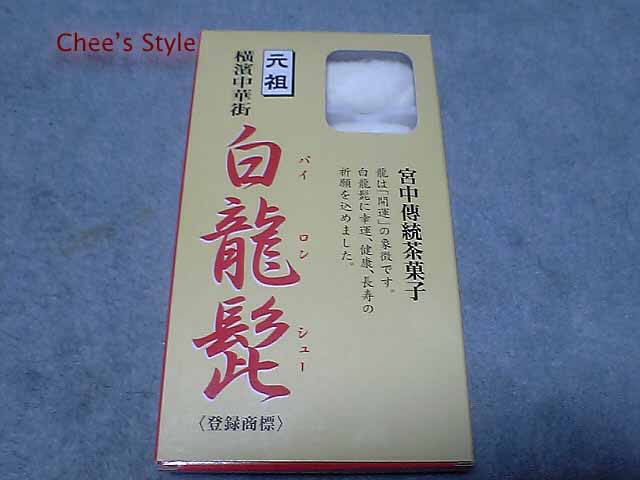 Chee's Style
元祖
横濱中華街
白龍髭
バイ ロン シュー
〈登録商標〉
宮中傳統茶菓子
龍は「開運」の象徴です。
白龍髭に幸運、健康、長寿の
祈願を込めました。